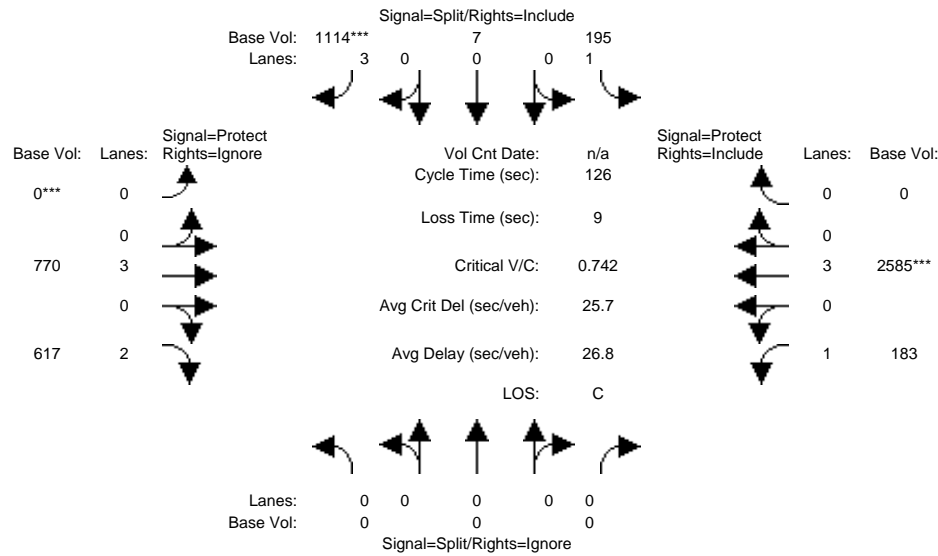 Signal=Split/Rights=Include
Base Vol: 1114*** 7 195
Lanes: 3 0 0 0 1
Signal=Protect
Base Vol: Lanes: Rights=Ignore
Vol Cnt Date: n/a
Signal=Protect
Rights=Include Lanes: Base Vol:
Cycle Time (sec): 126
0*** 0
0 0
Loss Time (sec): 9
0
0
770 3
Critical V/C: 0.742
3 2585***
0
Avg Crit Del (sec/veh): 25.7
0
617 2
Avg Delay (sec/veh): 26.8
1 183
LOS: C
Lanes: 0 0 0 0 0
Base Vol: 0 0 0
Signal=Split/Rights=Ignore